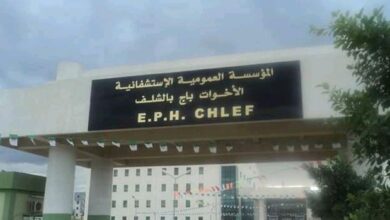 المؤسسة العمومية الإستشفائية
الأخوات باج بالشلف
E.P.H. CHLEF